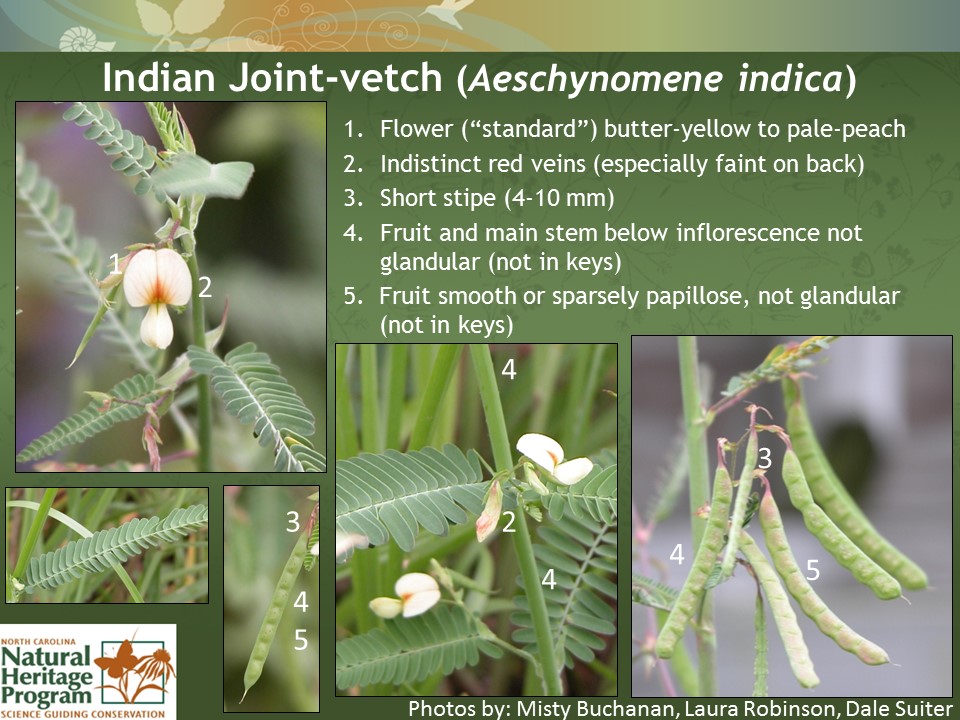 Indian Joint-vetch (Aeschynomene indica)
1. Flower (“standard”) butter-yellow to pale-peach
2. Indistinct red veins (especially faint on back)
3. Short stipe (4-10 mm)
4. Fruit and main stem below inflorescence not
glandular (not in keys)
5. Fruit smooth or sparsely papillose, not glandular
(not in keys)
1
2
3
4
5
4
2
4
3
4
5
NORTH CAROLINA
Natural
Heritage
Program
SCIENCE GUIDING CONSERVATION
Photos by: Misty Buchanan, Laura Robinson, Dale Suiter